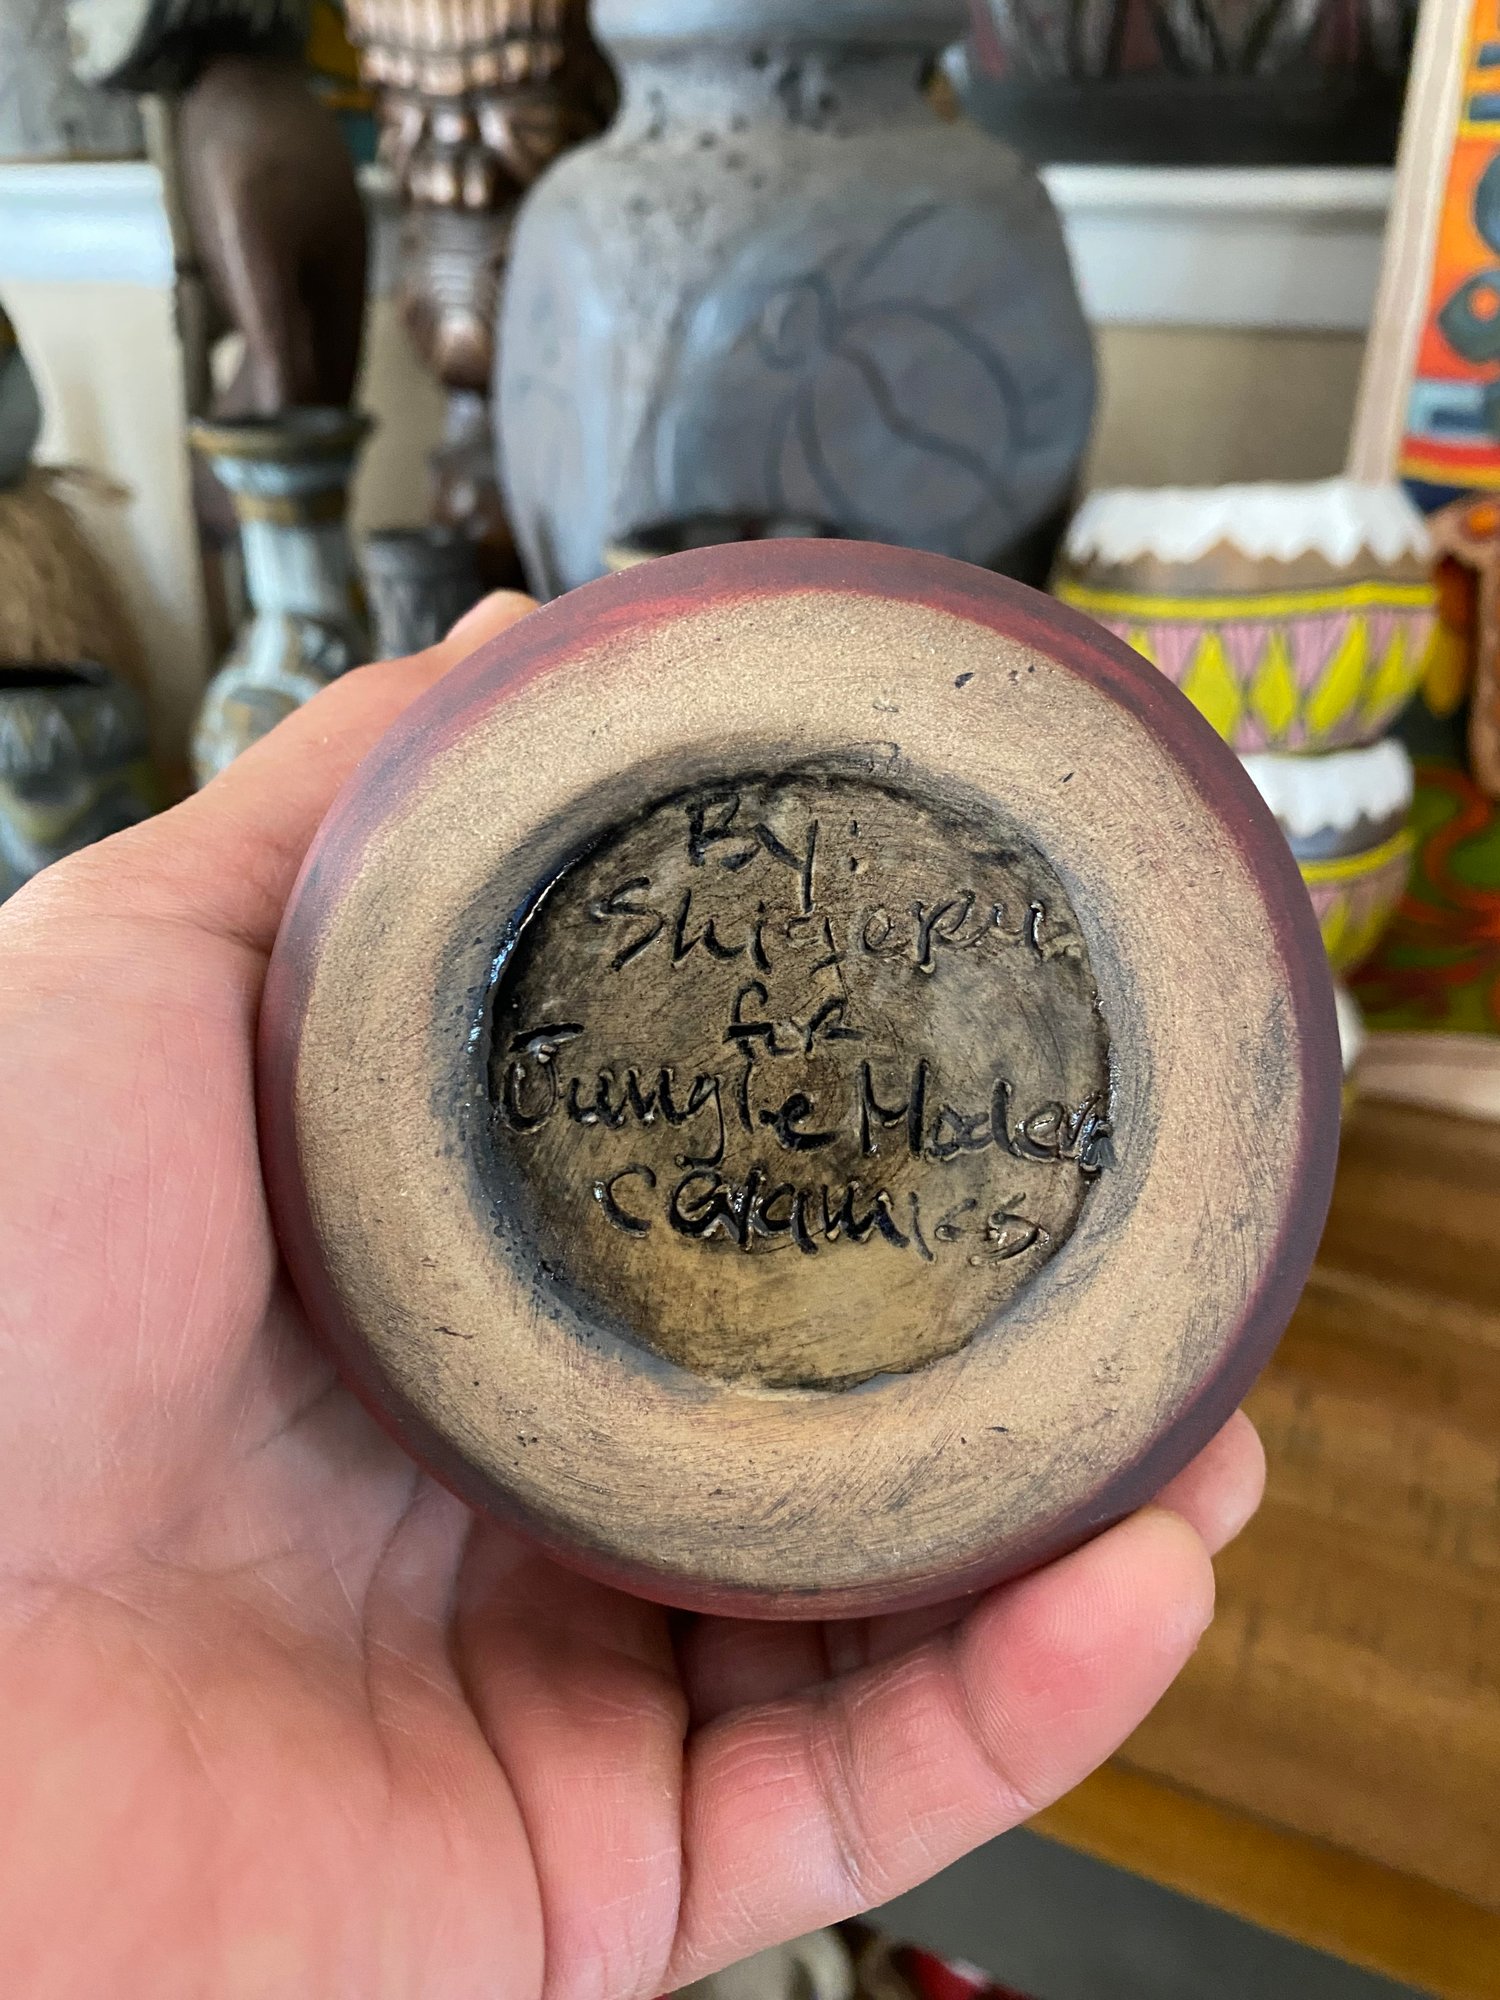 By:
Shigeru
for
Jungle Modern
Ceramics